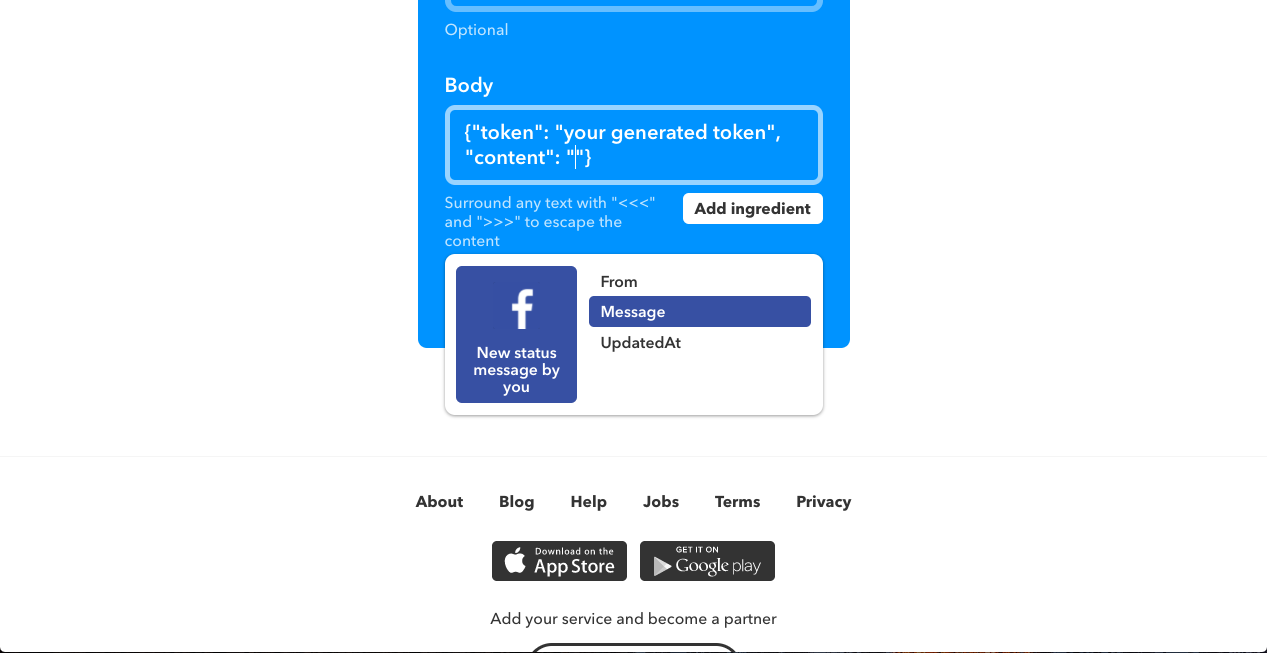 Optional
Body
{"token": "your generated token",
"content": ""}
Surround any text with "<<<"
and ">>>" to escape the
content
Add ingredient
New status
message by
you
From
Message
UpdatedAt
About Blog Help Jobs Terms Privacy
Download on the
App Store
GET IT ON
Google play
Add your service and become a partner